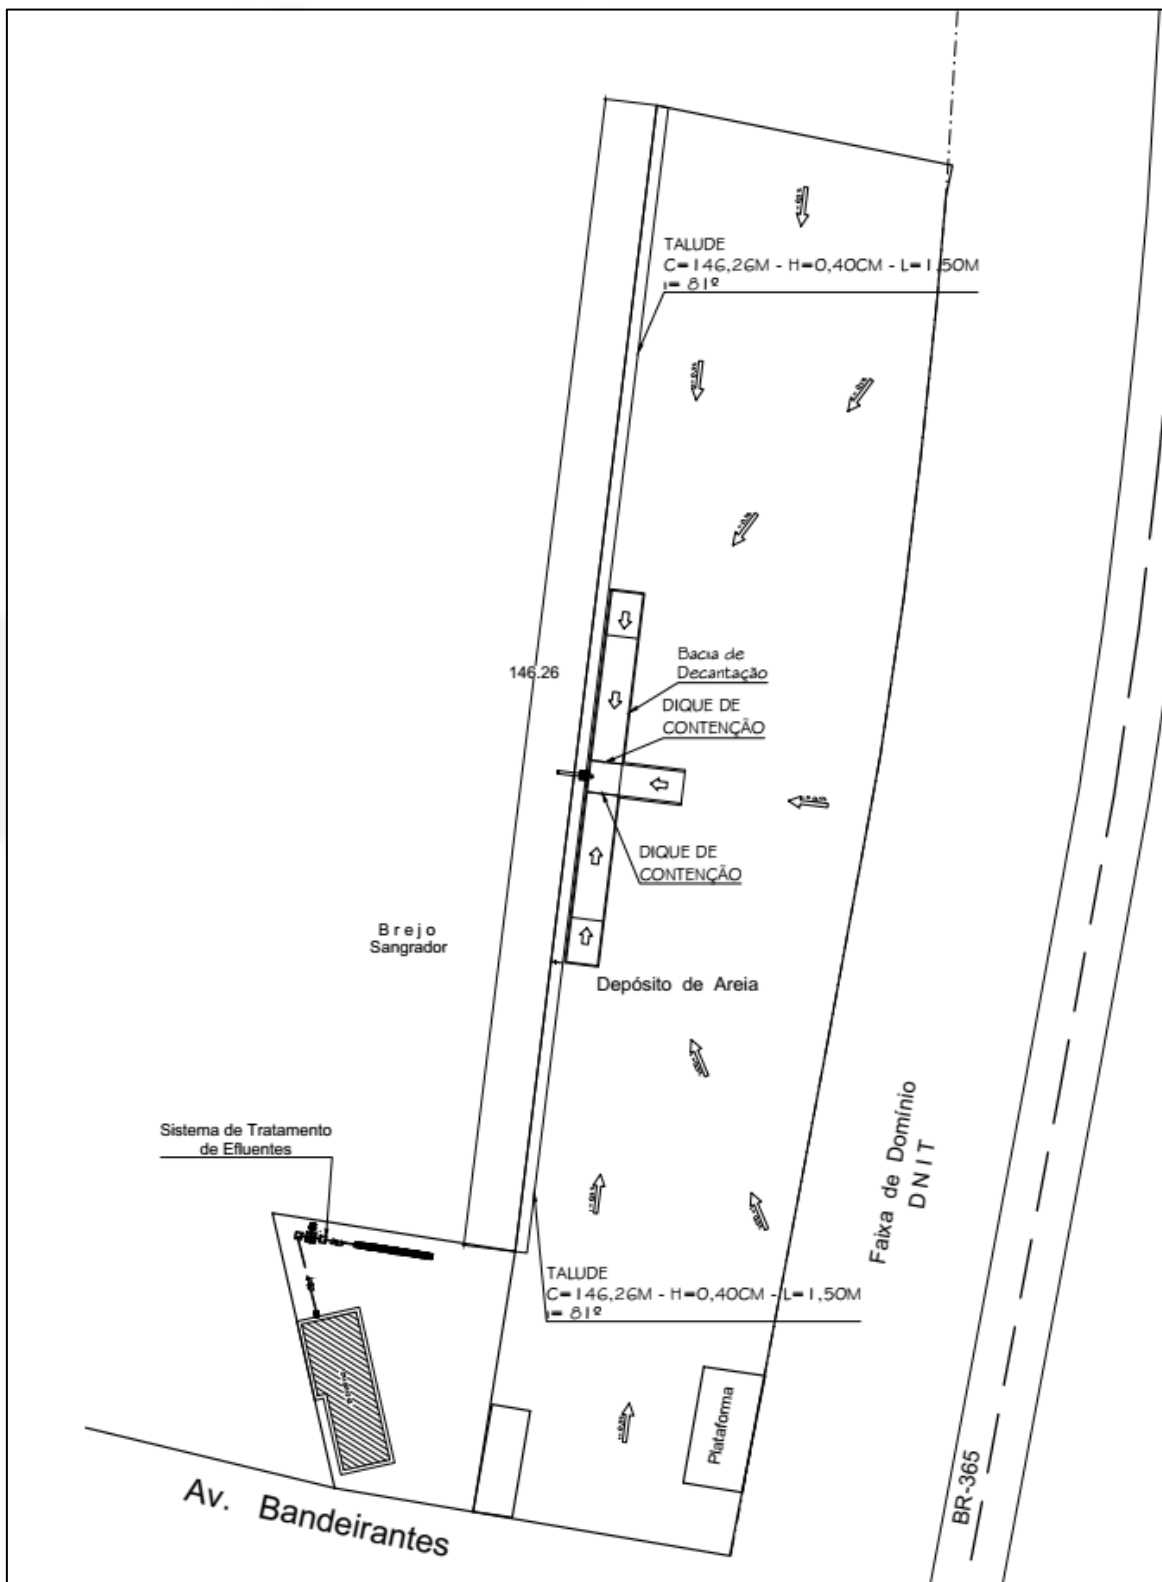 TALUDE
C=146,26M - H=0,40CM - L=1,50M
i= 81º
146.26
Bacia de
Decantação
DIQUE DE
CONTENÇÃO
DIQUE DE
CONTENÇÃO
Brejo
Sangrador
Depósito de Areia
Sistema de Tratamento
de Efluentes
Faixa de Domínio
DNIT
TALUDE
C=146,26M - H=0,40CM - L=1,50M
i= 81º
Plataforma
BR-365
Av. Bandeirantes